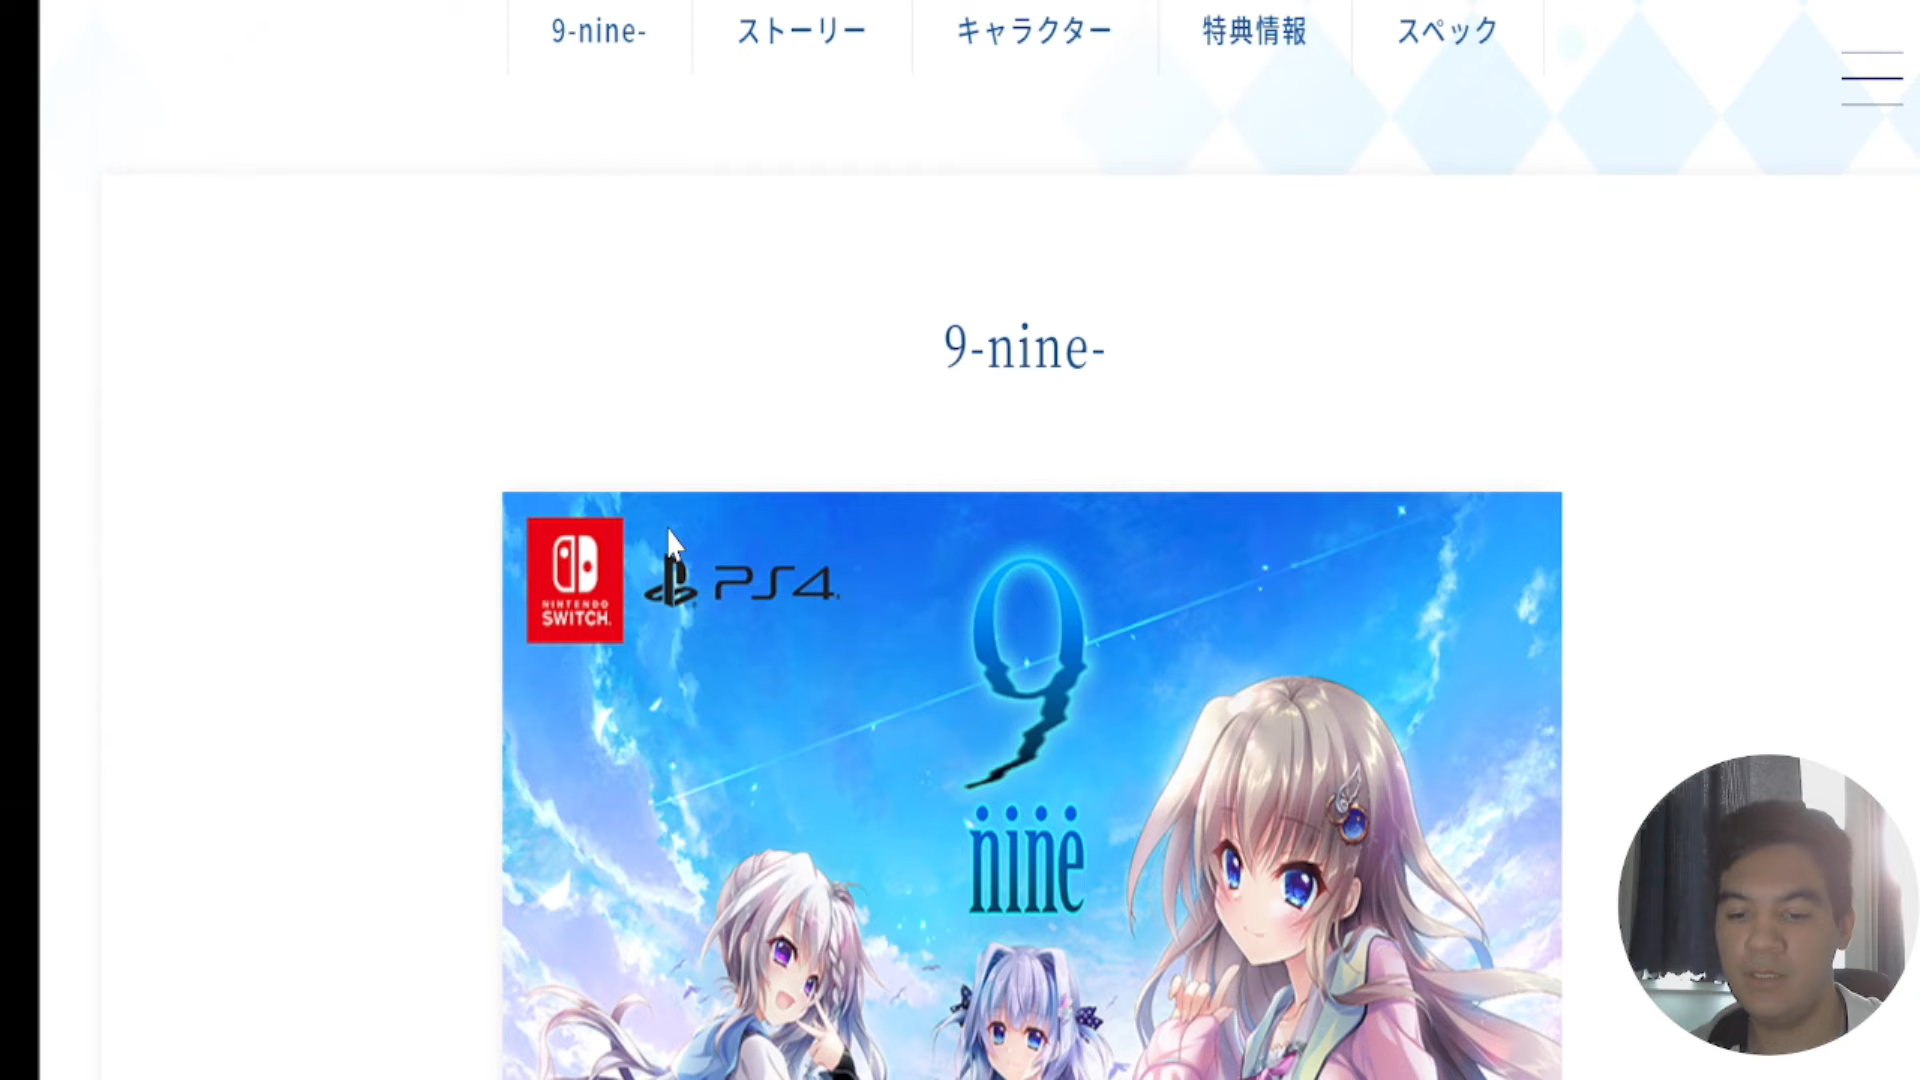 9-nine-
ストーリー
キャラクター
特典情報
スペック
9-nine-
NINTENDO
SWITCH.
PS4
9
nine